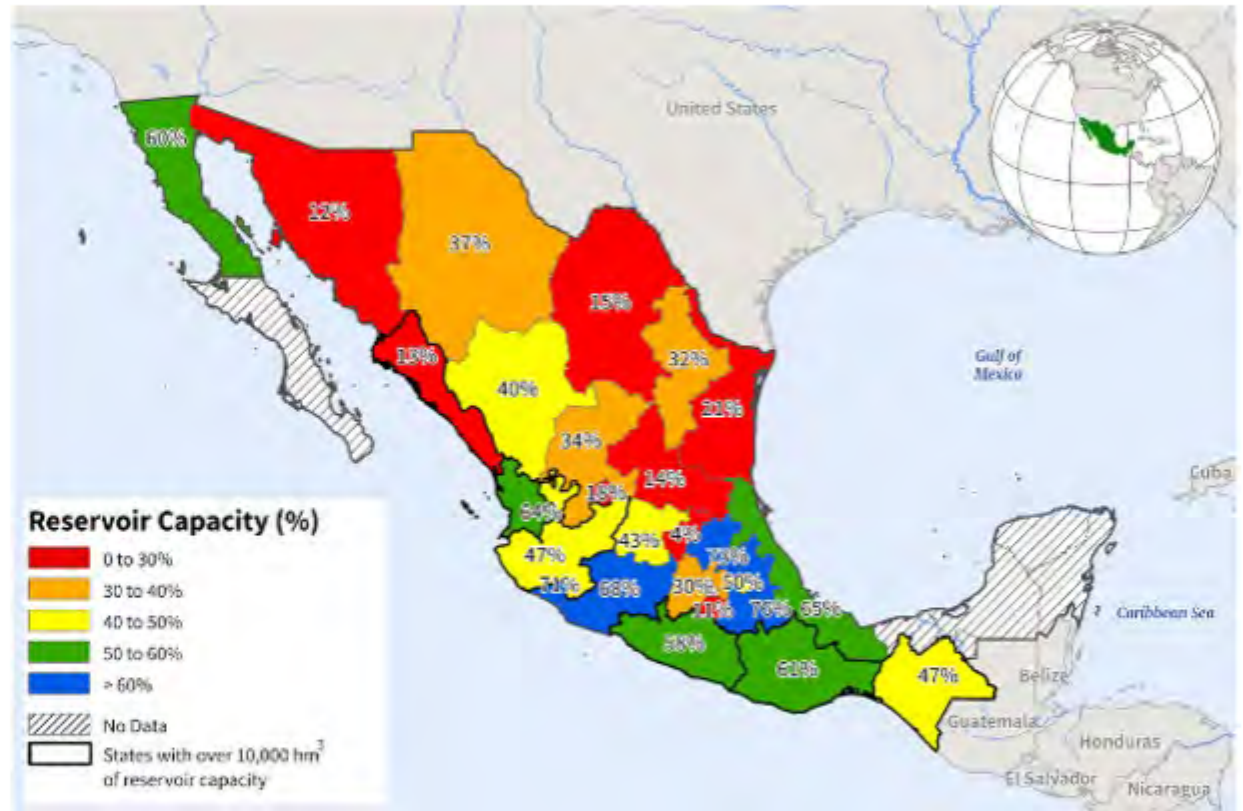 United States
60%
12%
37%
15%
13%
32%
Gulf of
Mexico
40%
21%
34%
Cuba
14%
4%
43%
47%
71%
68%
30%
50%
11%
58%
61%
47%
Caribbean Sea
Belize
Guatemala
Honduras
El Salvador
Nicaragua
Reservoir Capacity (%)
0 to 30%
30 to 40%
40 to 50%
50 to 60%
> 60%
No Data
States with over 10,000 hm³
of reservoir capacity